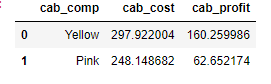 cab_comp cab_cost cab_profit
0 Yellow 297.922004 160.259986
1 Pink 248.148682 62.652174